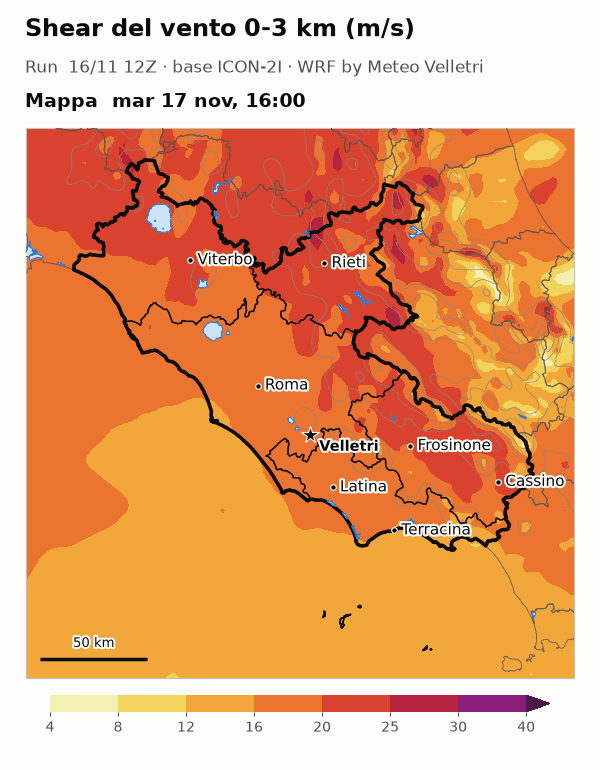 Shear del vento 0-3 km (m/s)
Run  16/11 12Z · base ICON-2I · WRF by Meteo Velletri
Mappa  mar 17 nov, 16:00
Viterbo
Rieti
Roma
Velletri
Frosinone
Latina
Cassino
Terracina
50 km
4 8 12 16 20 25 30 40